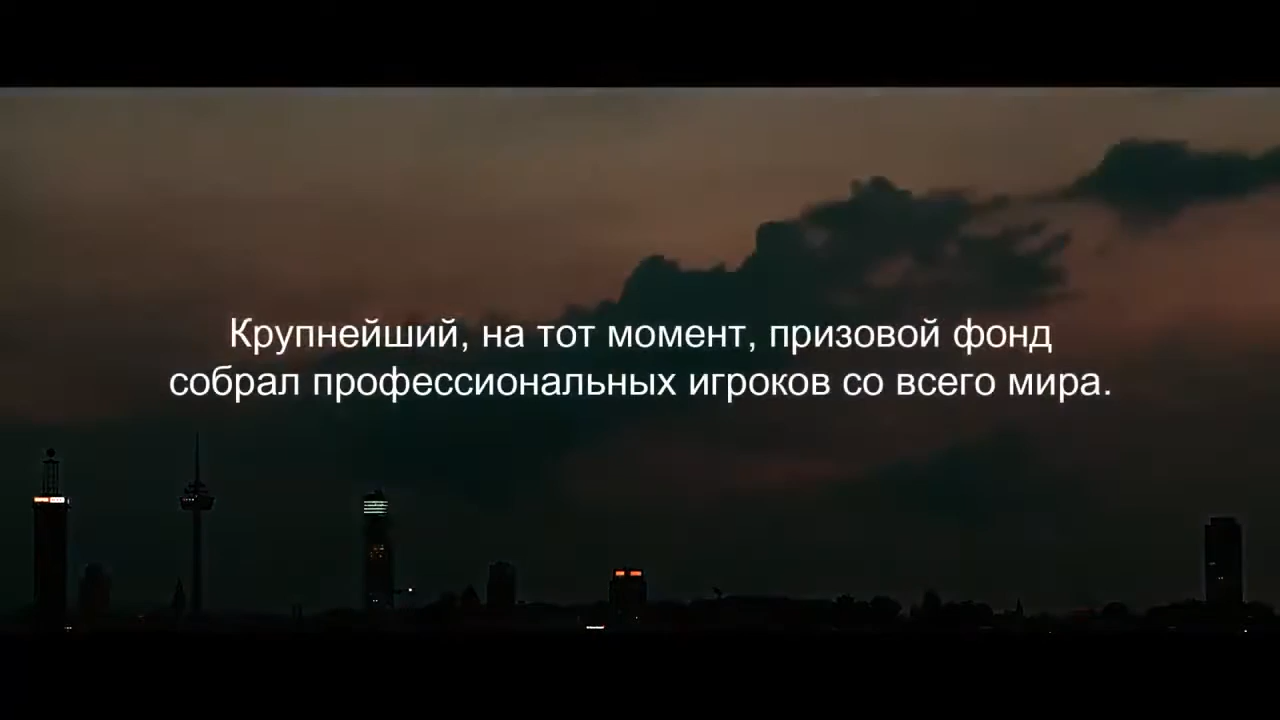 Крупнейший, на тот момент, призовой фонд
собрал профессиональных игроков со всего мира.